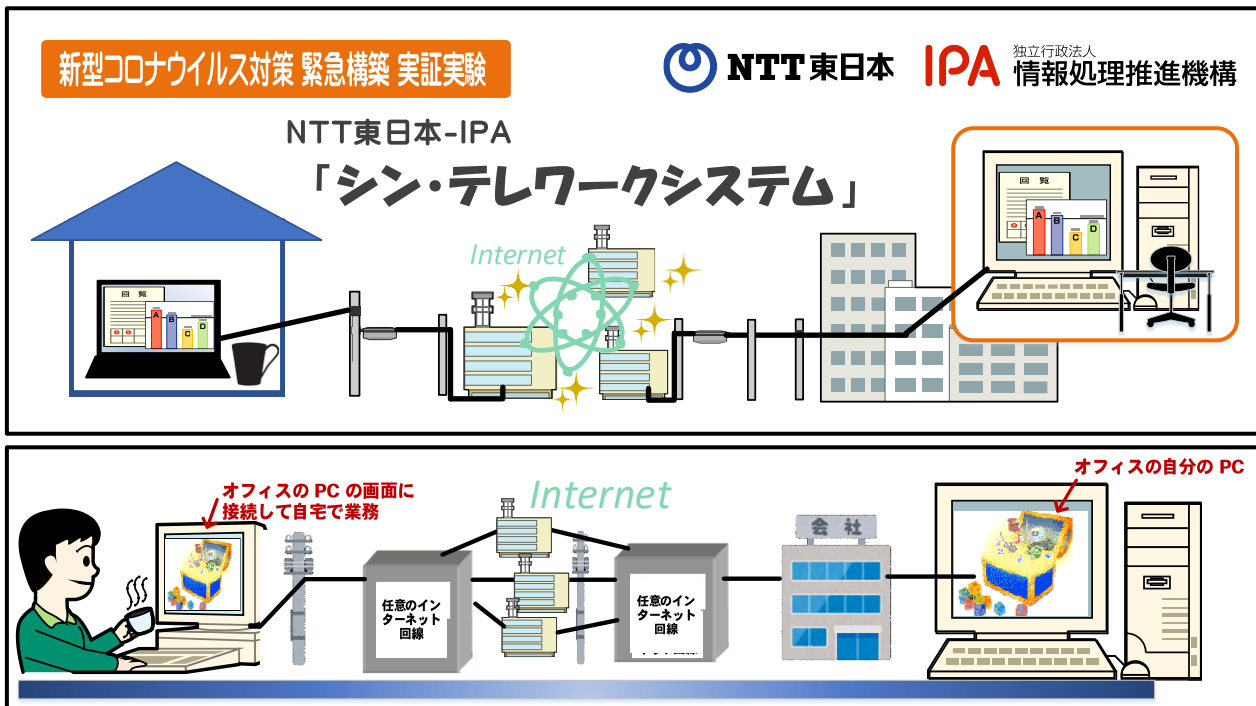 新型コロナウイルス対策 緊急構築 実証実験
NTT東日本
IPA
独立行政法人
情報処理推進機構
NTT東日本-IPA
「シン・テレワークシステム」
Internet
回覧
A
B
C
D
回覧
A
B
C
D
オフィスの PC の画面に
接続して自宅で業務
Internet
オフィスの自分の PC
会社
任意のイン
ターネット
回線
任意のイン
ターネット
回線